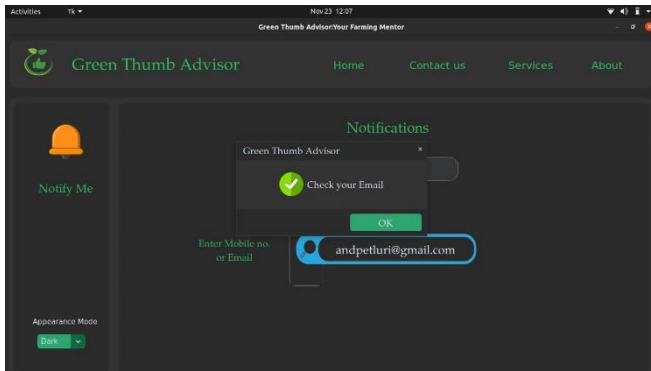 Activities Tk Nov 23 12:07
Green Thumb Advisor:Your Farming Mentor
Green Thumb Advisor Home Contact us Services About
Notifications
Green Thumb Advisor ×
Check your Email
OK
Notify Me
Enter Mobile no.
or Email
andpetluri@gmail.com
Appearance Mode
Dark